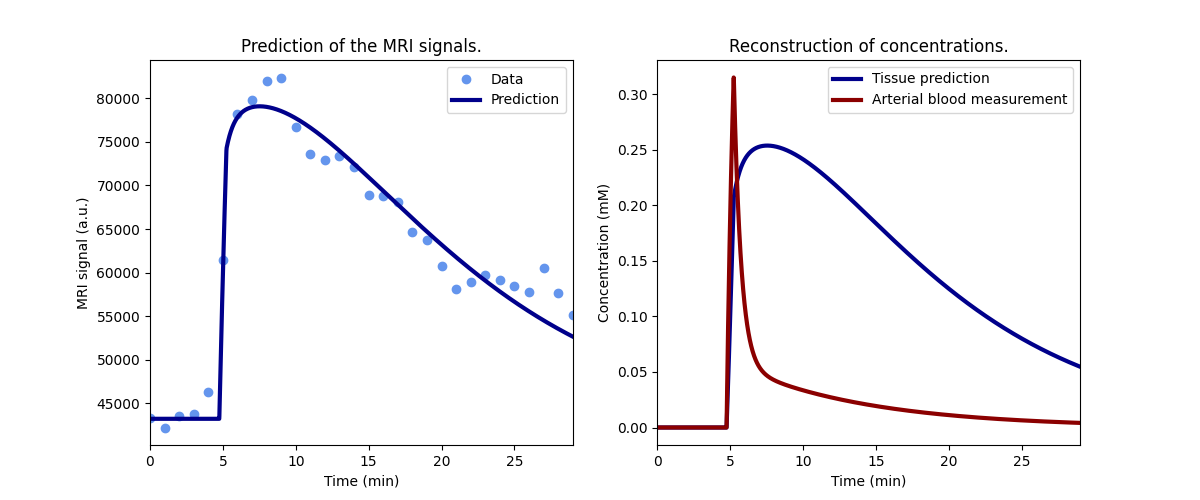 Prediction of the MRI signals.
Data
Prediction
80000
75000
70000
65000
60000
55000
50000
45000
MRI signal (a.u.)
0
5
10
15
20
25
Time (min)
Reconstruction of concentrations.
Tissue prediction
Arterial blood measurement
0.30
0.25
0.20
0.15
0.10
0.05
0.00
Concentration (mM)
0
5
10
15
20
25
Time (min)